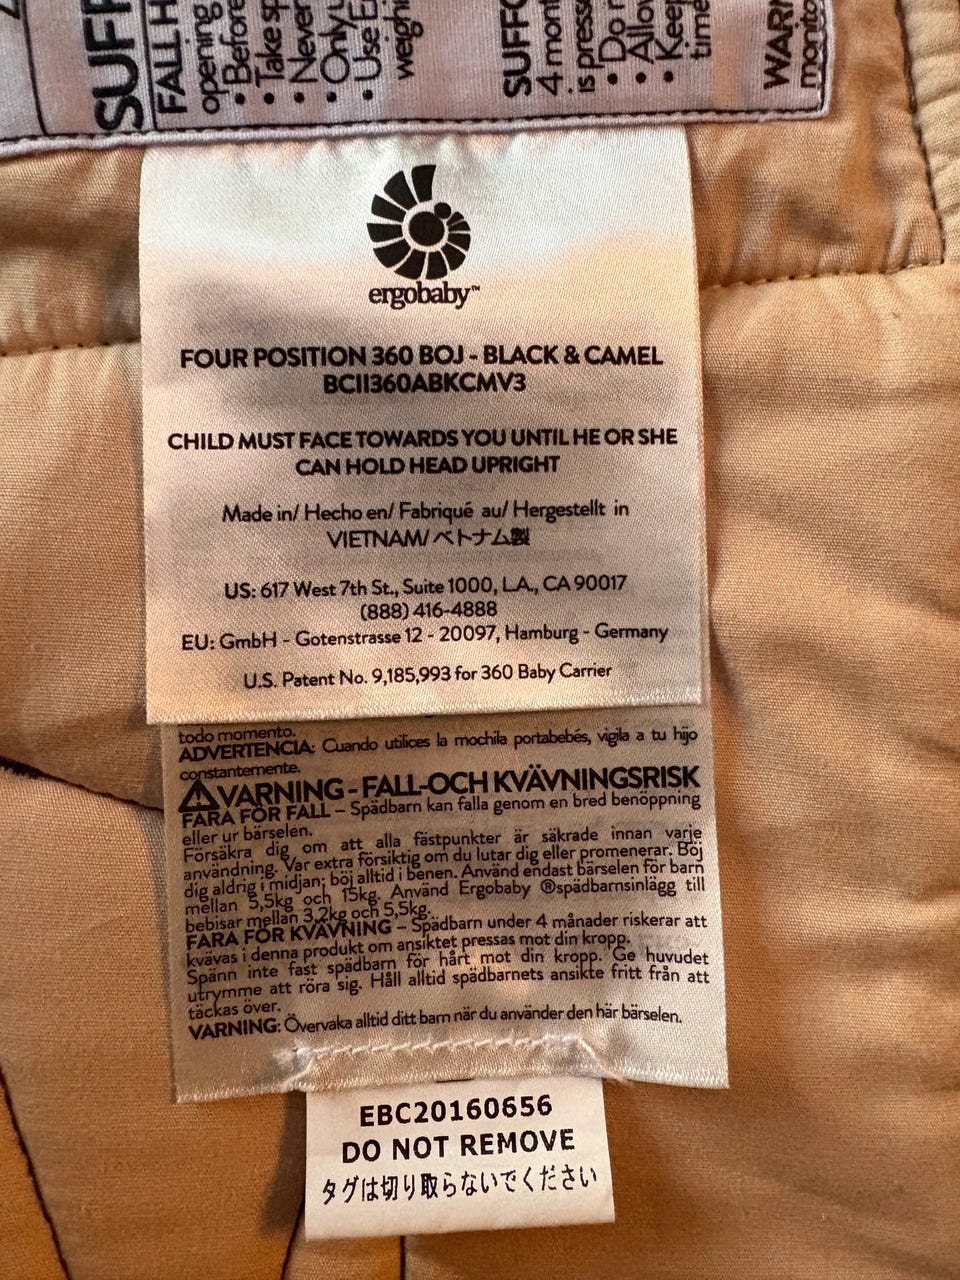 SUFF
FALL H
opening
• Before
• Take sp
• Never
• Only u
• Use E
weighi
SUFFO
4 mont
is presse
• Do n
• Allow
• Keep
time
WARN
monito
ergobaby™
FOUR POSITION 360 BOJ - BLACK & CAMEL
BCII360ABKCMV3
CHILD MUST FACE TOWARDS YOU UNTIL HE OR SHE
CAN HOLD HEAD UPRIGHT
Made in/ Hecho en/ Fabriqué au/ Hergestellt in
VIETNAM/ ベトナム製
US: 617 West 7th St., Suite 1000, L.A., CA 90017
(888) 416-4888
EU: GmbH - Gotenstrasse 12 - 20097, Hamburg - Germany
U.S. Patent No. 9,185,993 for 360 Baby Carrier
todo momento.
ADVERTENCIA: Cuando utilices la mochila portabebés, vigila a tu hijo
constantemente.
⚠VARNING - FALL-OCH KVÄVNINGSRISK
FARA FÖR FALL – Spädbarn kan falla genom en bred benöppning
eller ur bärselen.
Försäkra dig om att alla fästpunkter är säkrade innan varje
användning. Var extra försiktig om du lutar dig eller promenerar. Böj
dig aldrig i midjan; böj alltid i benen. Använd endast bärselen för barn
mellan 5,5kg och 15kg. Använd Ergobaby ®spädbarnsinlägg till
bebisar mellan 3,2kg och 5,5kg.
FARA FÖR KVÄVNING – Spädbarn under 4 månader riskerar att
kvävas i denna produkt om ansiktet pressas mot din kropp.
Spänn inte fast spädbarn för hårt mot din kropp. Ge huvudet
utrymme att röra sig. Håll alltid spädbarnets ansikte fritt från att
täckas över.
VARNING: Övervaka alltid ditt barn när du använder den här bärselen.
EBC20160656
DO NOT REMOVE
タグは切り取らないでください